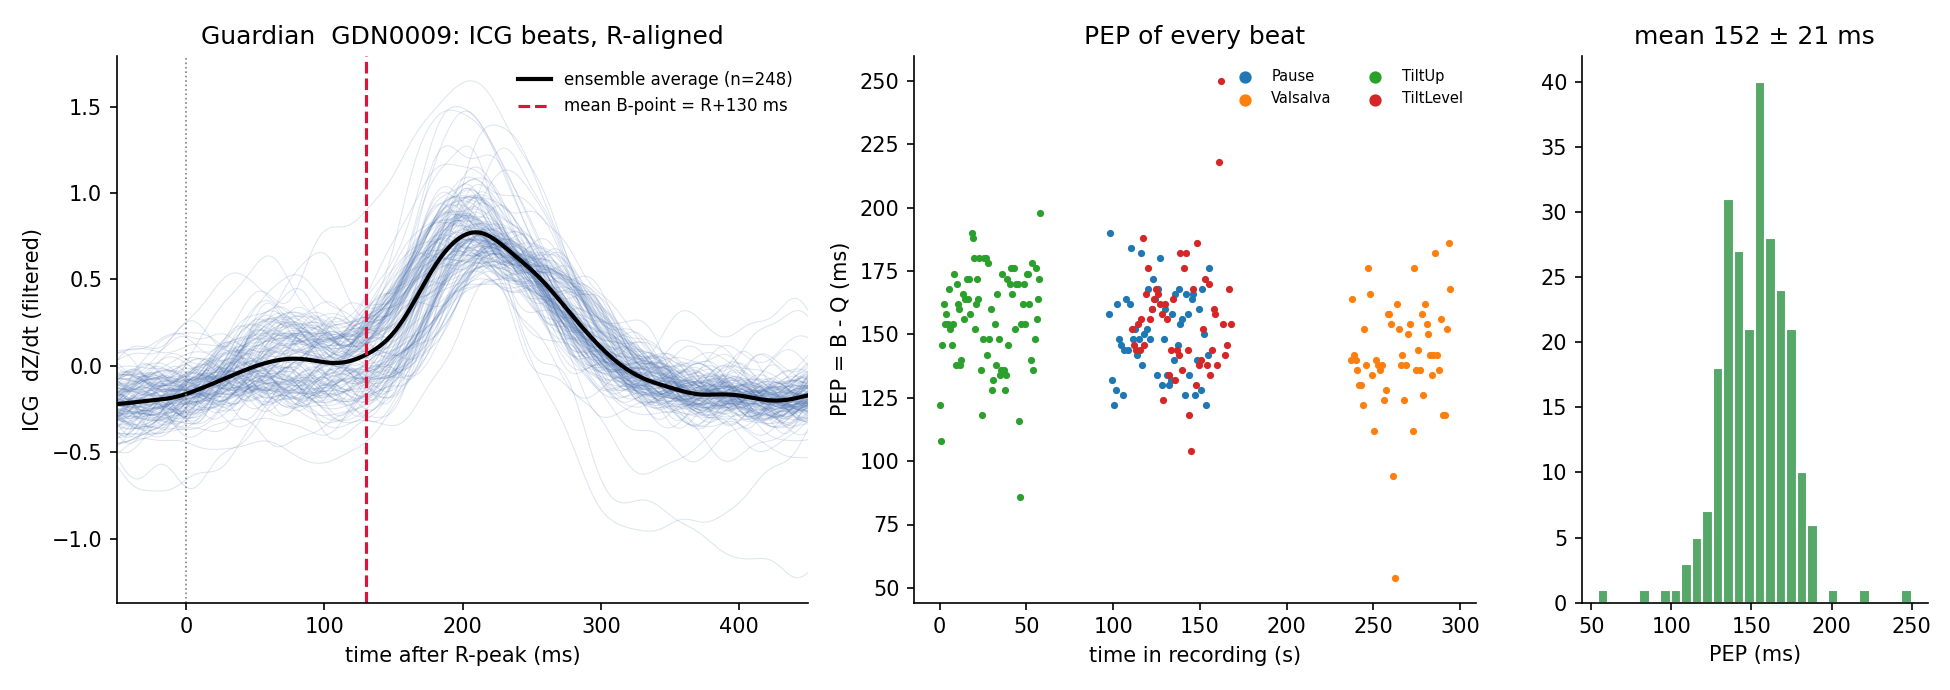 Guardian  GDN0009: ICG beats, R-aligned
ICG  dZ/dt (filtered)
1.5
1.0
0.5
0.0
−0.5
−1.0
ensemble average (n=248)
mean B-point = R+130 ms
0 100 200 300 400
time after R-peak (ms)
PEP of every beat
PEP = B - Q (ms)
250
225
200
175
150
125
100
75
50
Pause TiltUp
Valsalva TiltLevel
0 50 100 150 200 250 300
time in recording (s)
mean 152 ± 21 ms
40
35
30
25
20
15
10
5
0
50 100 150 200 250
PEP (ms)